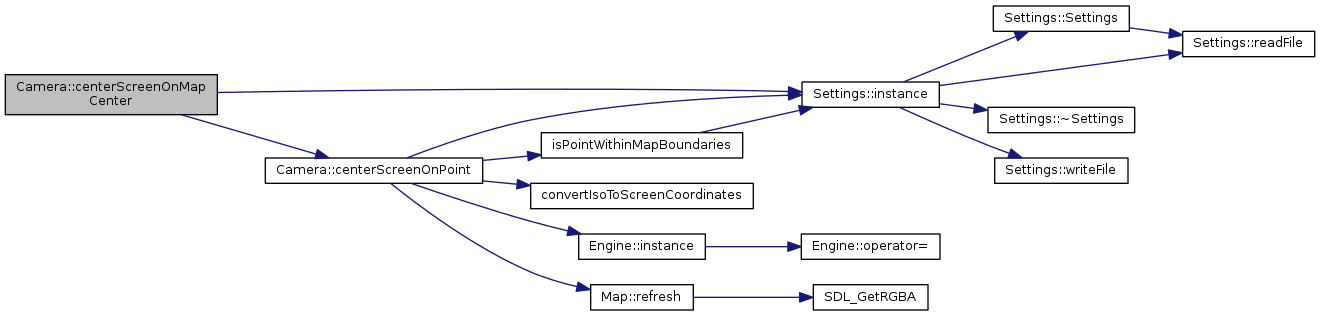 Camera::centerScreenOnMap
Center
Camera::centerScreenOnPoint
isPointWithinMapBoundaries
convertIsoToScreenCoordinates
Engine::instance
Map::refresh
Settings::instance
Engine::operator=
SDL_GetRGBA
Settings::Settings
Settings::~Settings
Settings::writeFile
Settings::readFile